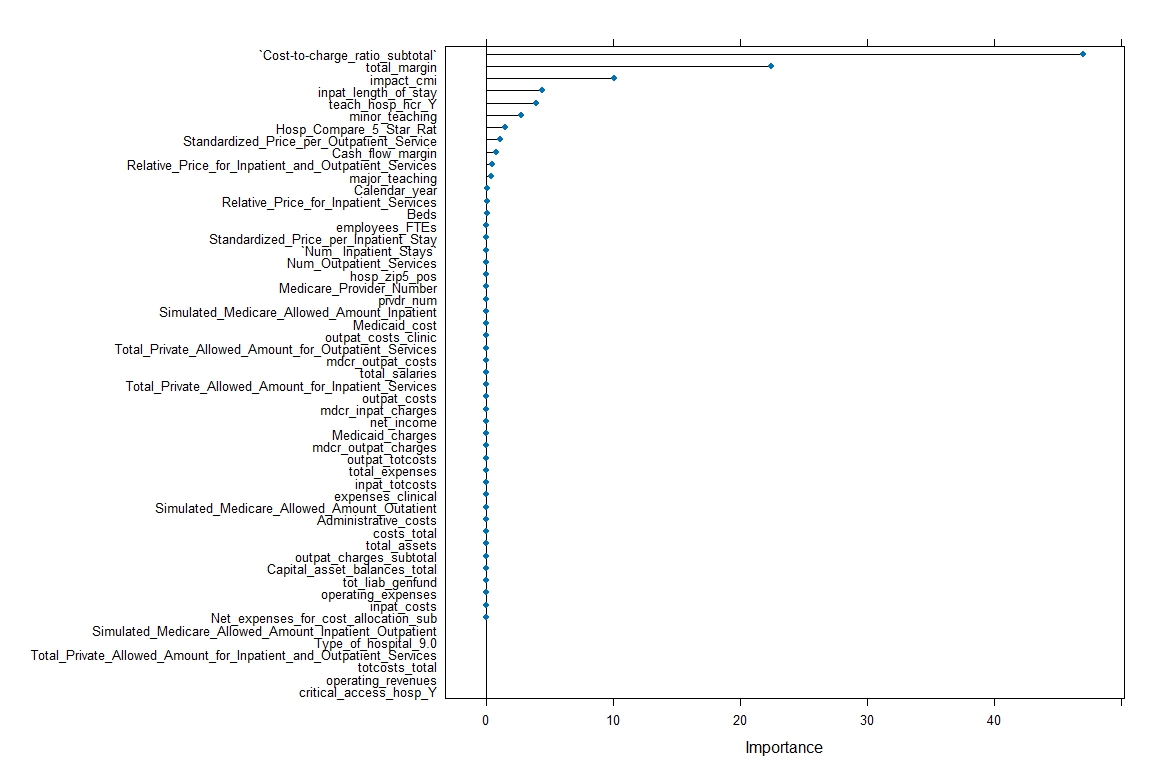 `Cost-to-charge_ratio_subtotal`
total_margin
impact_cmi
inpat_length_of_stay
teach_hosp_hcr_Y
minor_teaching
Hosp_Compare_5_Star_Rat
Standardized_Price_per_Outpatient_Service
Cash_flow_margin
Relative_Price_for_Inpatient_and_Outpatient_Services
major_teaching
Calendar_year
Relative_Price_for_Inpatient_Services
Beds
employees_FTEs
Standardized_Price_per_Inpatient_Stay
`Num_ Inpatient_Stays`
Num_Outpatient_Services
hosp_zip5_pos
Medicare_Provider_Number
prvdr_num
Simulated_Medicare_Allowed_Amount_Inpatient
Medicaid_cost
outpat_costs_clinic
Total_Private_Allowed_Amount_for_Outpatient_Services
mdcr_outpat_costs
total_salaries
Total_Private_Allowed_Amount_for_Inpatient_Services
outpat_costs
mdcr_inpat_charges
net_income
Medicaid_charges
mdcr_outpat_charges
outpat_totcosts
total_expenses
inpat_totcosts
expenses_clinical
Simulated_Medicare_Allowed_Amount_Outatient
Administrative_costs
costs_total
total_assets
outpat_charges_subtotal
Capital_asset_balances_total
tot_liab_genfund
operating_expenses
inpat_costs
Net_expenses_for_cost_allocation_sub
Simulated_Medicare_Allowed_Amount_Inpatient_Outpatient
Type_of_hospital_9.0
Total_Private_Allowed_Amount_for_Inpatient_and_Outpatient_Services
totcosts_total
operating_revenues
critical_access_hosp_Y
0 10 20 30 40
Importance